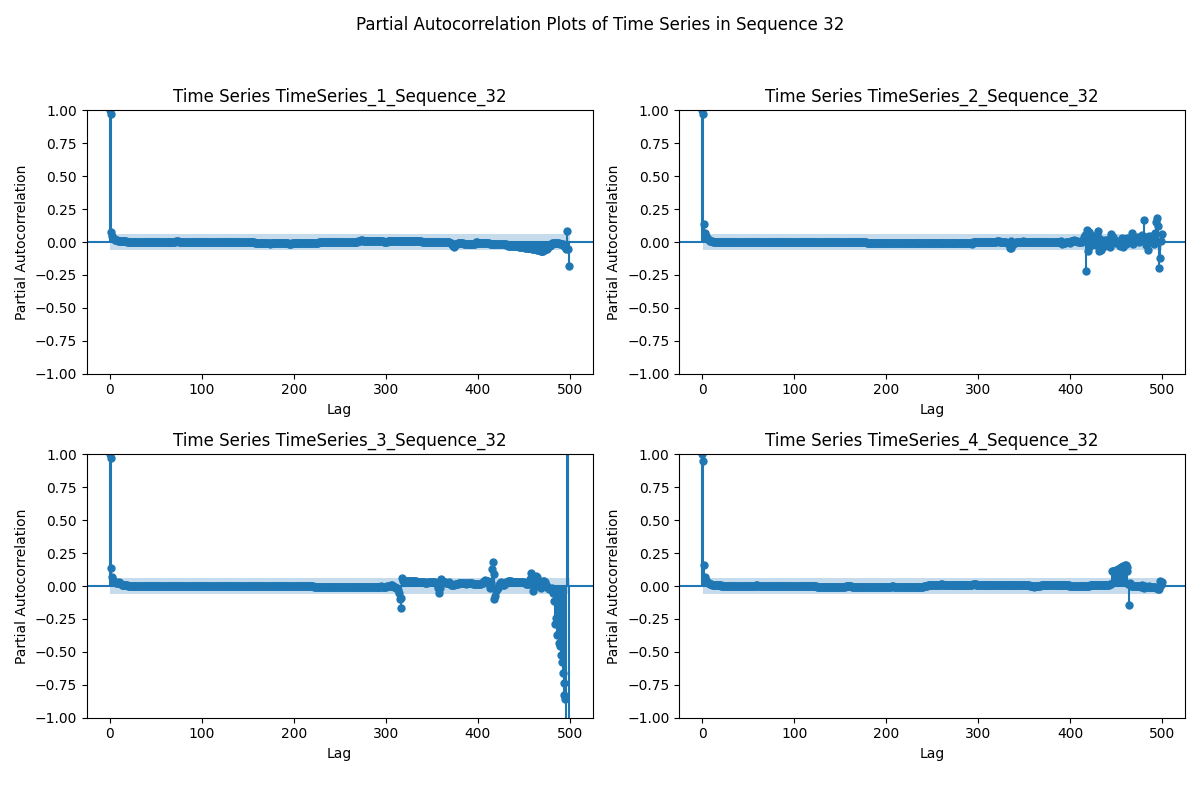 Partial Autocorrelation Plots of Time Series in Sequence 32
Time Series TimeSeries_1_Sequence_32
Partial Autocorrelation
1.00
0.75
0.50
0.25
0.00
−0.25
−0.50
−0.75
−1.00
0 100 200 300 400 500
Lag
Time Series TimeSeries_2_Sequence_32
Partial Autocorrelation
1.00
0.75
0.50
0.25
0.00
−0.25
−0.50
−0.75
−1.00
0 100 200 300 400 500
Lag
Time Series TimeSeries_3_Sequence_32
Partial Autocorrelation
1.00
0.75
0.50
0.25
0.00
−0.25
−0.50
−0.75
−1.00
0 100 200 300 400 500
Lag
Time Series TimeSeries_4_Sequence_32
Partial Autocorrelation
1.00
0.75
0.50
0.25
0.00
−0.25
−0.50
−0.75
−1.00
0 100 200 300 400 500
Lag